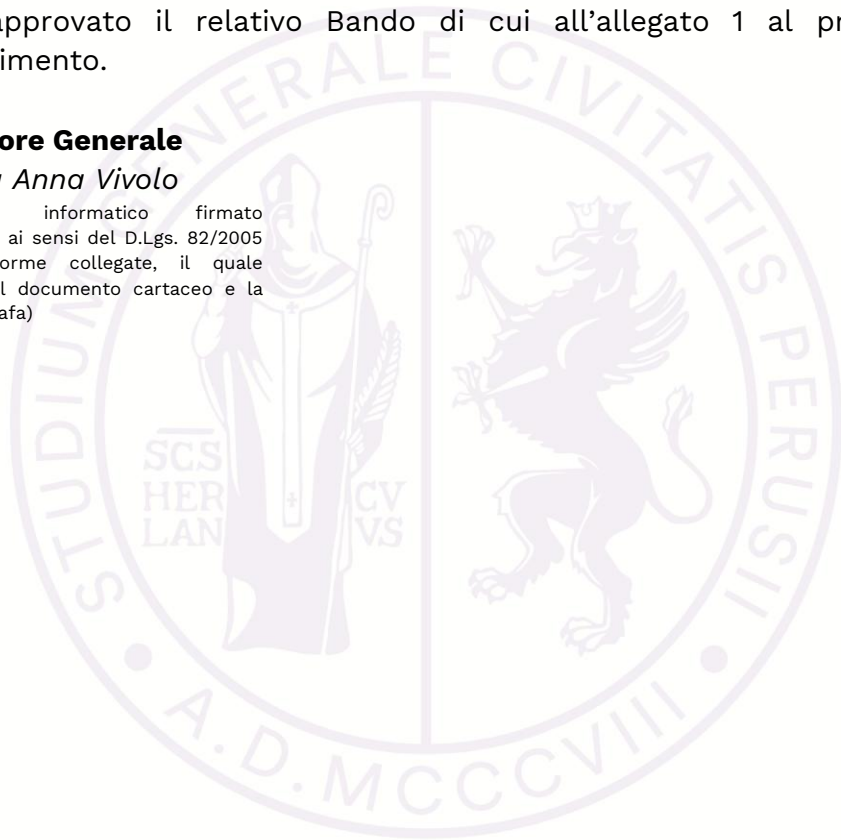 approvato il relativo Bando di cui all’allegato 1 al pr
imento.
ore Generale
Anna Vivolo
informatico firmato
ai sensi del D.Lgs. 82/2005
orme collegate, il quale
l documento cartaceo e la
afa)
STUDIUM GENERALE CIVITATIS PERUSII
SCS
HER
LAN
CV
VS
A.D. MCCCVIII